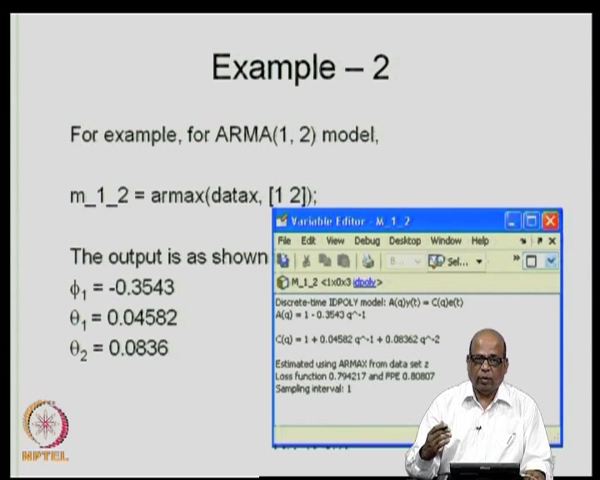 Example – 2
For example, for ARMA(1, 2) model,
m_1_2 = armax(datax, [1 2]);
The output is as shown
ϕ₁ = -0.3543
θ₁ = 0.04582
θ₂ = 0.0836
Variable Editor - M_1_2
File Edit View Debug Desktop Window Help
Sel...
M_1_2 <1x0x3 idpoly>
Discrete-time IDPOLY model: A(q)y(t) = C(q)e(t)
A(q) = 1 - 0.3543 q^-1
C(q) = 1 + 0.04582 q^-1 + 0.08362 q^-2
Estimated using ARMAX from data set z
Loss function 0.794217 and FPE 0.80807
Sampling interval: 1
NPTEL